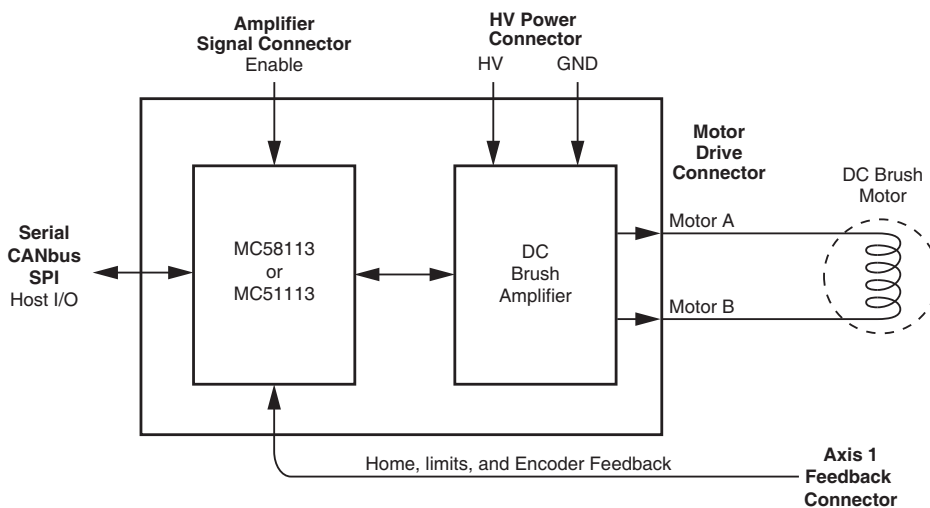 Amplifier
Signal Connector
Enable
HV Power
Connector
HV
GND
Motor
Drive
Connector
DC Brush
Motor
Serial
CANbus
SPI
Host I/O
MC58113
or
MC51113
DC
Brush
Amplifier
Motor A
Motor B
Home, limits, and Encoder Feedback
Axis 1
Feedback
Connector